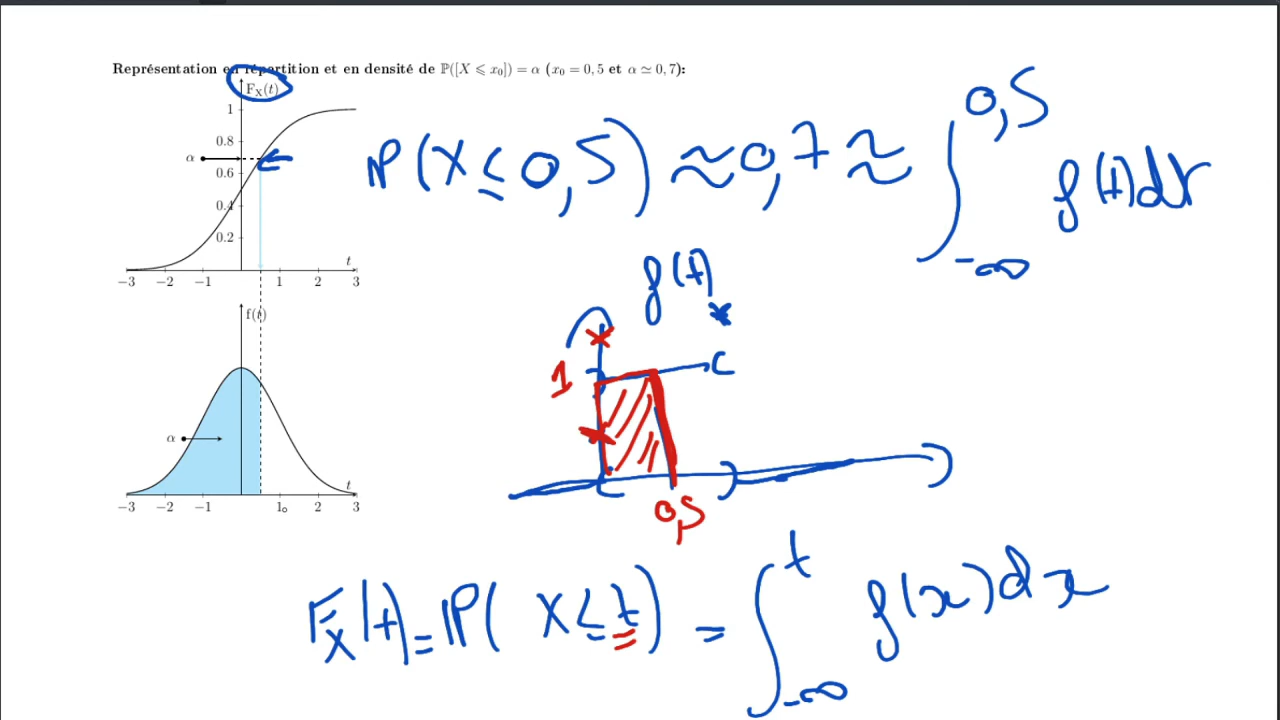 Représentation en répartition et en densité de ℙ([X ⩽ x₀]) = α (x₀ = 0, 5 et α ≃ 0, 7):
F_X(t)
1
0.8
α
0.6
0.4
0.2
t
−3 −2 −1 1 2 3
ℙ(X ≤ 0,5) ≈ 0,7 ≈ ∫_{-∞}^{0,5} f(t)dt
f(t)
1
0,5
f(t)
α
t
−3 −2 −1 1 2 3
F_X(t) = ℙ(X ≤ t) = ∫_{-∞}^{t} f(x)dx